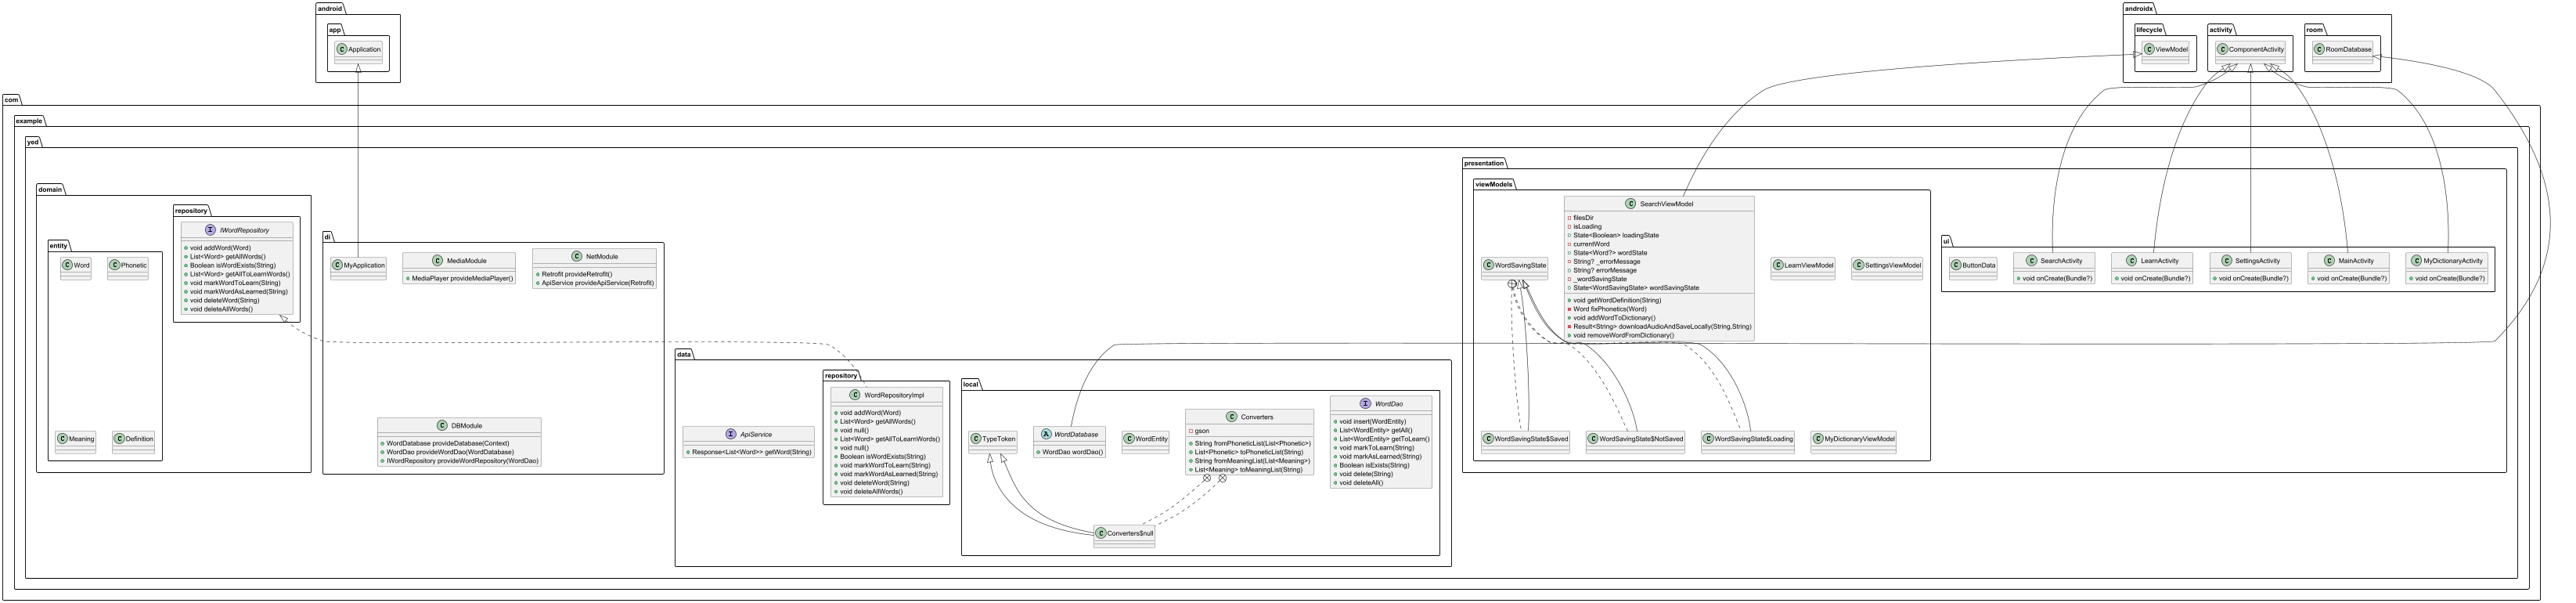 android
app
C Application
androidx
lifecycle
C ViewModel
activity
C ComponentActivity
room
C RoomDatabase
com
example
yed
domain
repository
I IWordRepository
void addWord(Word)
List<Word> getAllWords()
Boolean isWordExists(String)
List<Word> getAllToLearnWords()
void markWordToLearn(String)
void markWordAsLearned(String)
void deleteWord(String)
void deleteAllWords()
entity
C Word
C Phonetic
C Meaning
C Definition
di
C MyApplication
C MediaModule
MediaPlayer provideMediaPlayer()
C NetModule
Retrofit provideRetrofit()
ApiService provideApiService(Retrofit)
C DBModule
WordDatabase provideDatabase(Context)
WordDao provideWordDao(WordDatabase)
IWordRepository provideWordRepository(WordDao)
data
I ApiService
Response<List<Word>> getWord(String)
repository
C WordRepositoryImpl
void addWord(Word)
List<Word> getAllWords()
void null()
List<Word> getAllToLearnWords()
void null()
Boolean isWordExists(String)
void markWordToLearn(String)
void markWordAsLearned(String)
void deleteWord(String)
void deleteAllWords()
local
C TypeToken
A WordDatabase
WordDao wordDao()
C WordEntity
C Converters
gson
String fromPhoneticList(List<Phonetic>)
List<Phonetic> toPhoneticList(String)
String fromMeaningList(List<Meaning>)
List<Meaning> toMeaningList(String)
I WordDao
void insert(WordEntity)
List<WordEntity> getAll()
List<WordEntity> getToLearn()
void markToLearn(String)
void markAsLearned(String)
Boolean isExists(String)
void delete(String)
void deleteAll()
C Converters$null
presentation
viewModels
C WordSavingState
C SearchViewModel
filesDir
isLoading
State<Boolean> loadingState
currentWord
State<Word?> wordState
String? _errorMessage
String? errorMessage
_wordSavingState
State<WordSavingState> wordSavingState
void getWordDefinition(String)
Word fixPhonetics(Word)
void addWordToDictionary()
Result<String> downloadAudioAndSaveLocally(String,String)
void removeWordFromDictionary()
C LearnViewModel
C SettingsViewModel
C WordSavingState$Saved
C WordSavingState$NotSaved
C WordSavingState$Loading
C MyDictionaryViewModel
ui
C ButtonData
C SearchActivity
void onCreate(Bundle?)
C LearnActivity
void onCreate(Bundle?)
C SettingsActivity
void onCreate(Bundle?)
C MainActivity
void onCreate(Bundle?)
C MyDictionaryActivity
void onCreate(Bundle?)